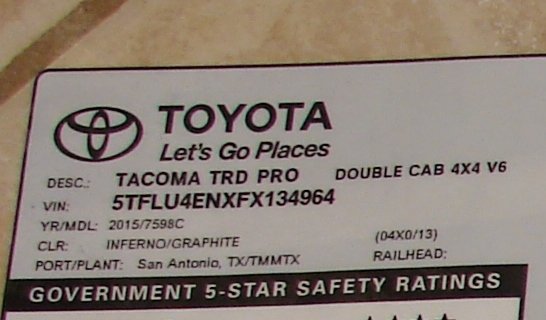 TOYOTA
Let's Go Places
DESC.: TACOMA TRD PRO DOUBLE CAB 4X4 V6
VIN: 5TFLU4ENXFX134964
YR/MDL: 2015/7598C
CLR: INFERNO/GRAPHITE (04X0/13)
PORT/PLANT: San Antonio, TX/TMMTX RAILHEAD:
GOVERNMENT 5-STAR SAFETY RATINGS